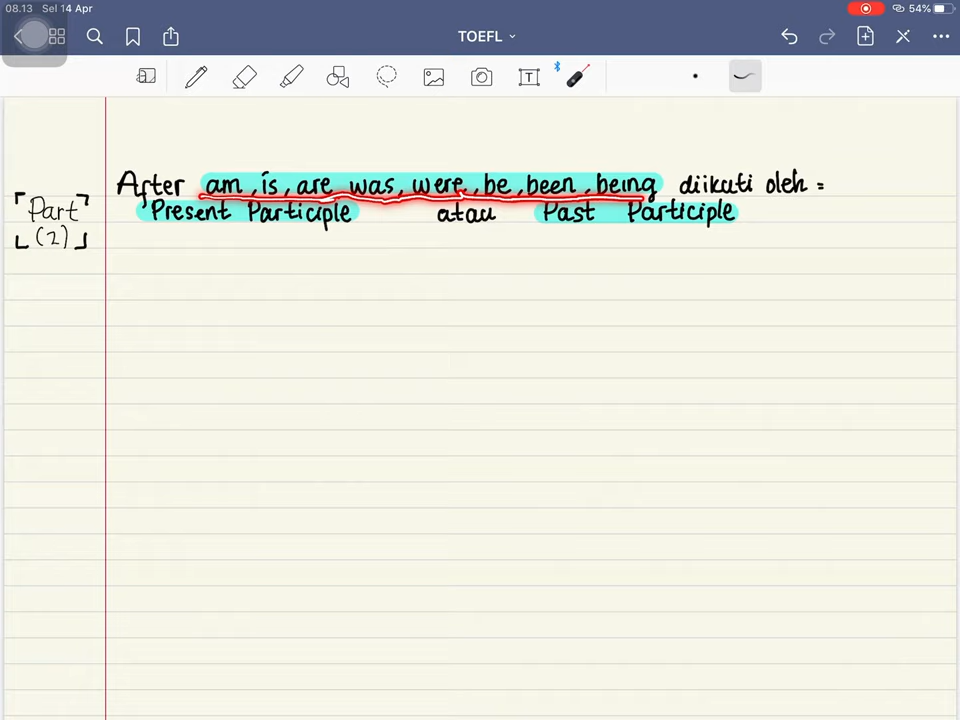 08.13 Sel 14 Apr
54%
TOEFL
T
After am, is, are was, were, be, been, being diikuti oleh =
Present Participle atau Past Participle
Part
(2)